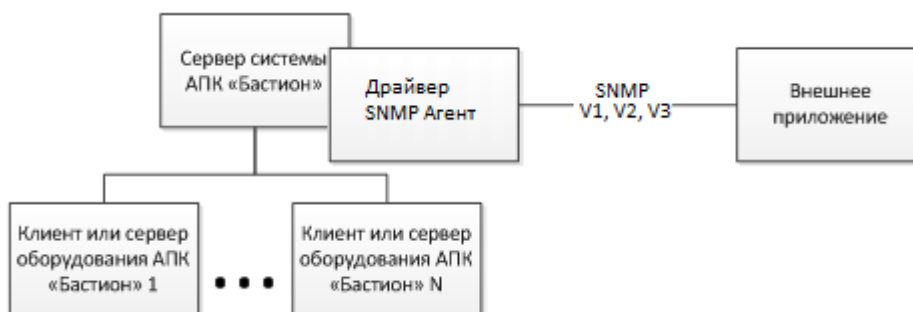 Сервер системы
АПК «Бастион»
Драйвер
SNMP Агент
SNMP
V1, V2, V3
Внешнее
приложение
Клиент или сервер
оборудования АПК
«Бастион» 1
Клиент или сервер
оборудования АПК
«Бастион» N